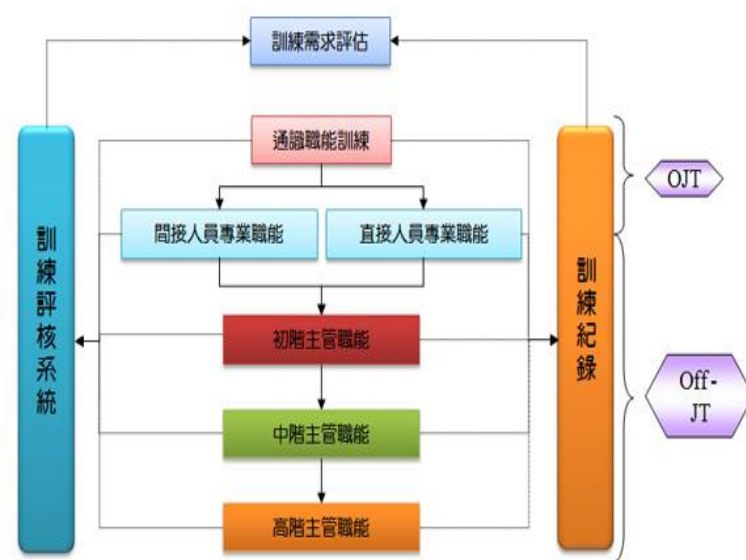 訓練需求評估
通識職能訓練
間接人員專業職能
直接人員專業職能
初階主管職能
中階主管職能
高階主管職能
訓練評核系統
訓練紀錄
OJT
Off-
JT